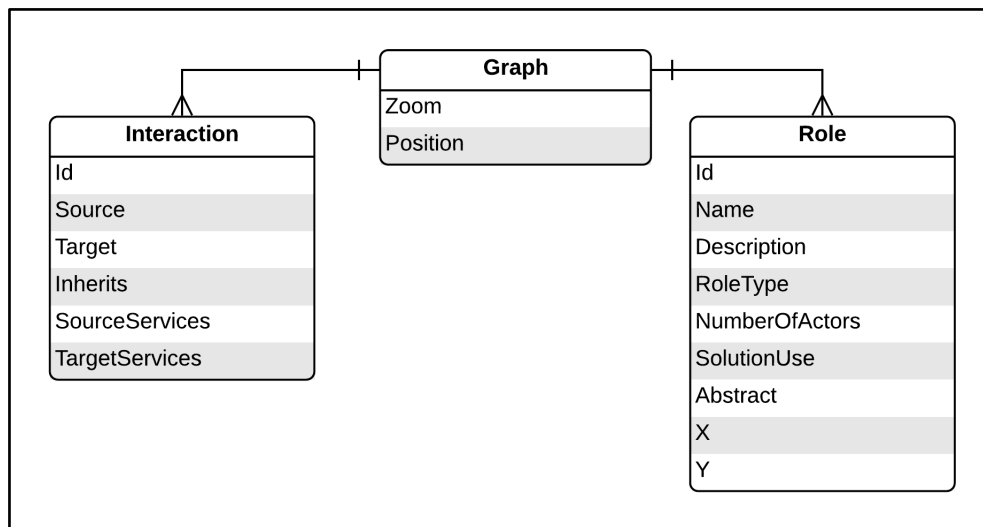 Graph
Zoom
Position
Interaction
Id
Source
Target
Inherits
SourceServices
TargetServices
Role
Id
Name
Description
RoleType
NumberOfActors
SolutionUse
Abstract
X
Y